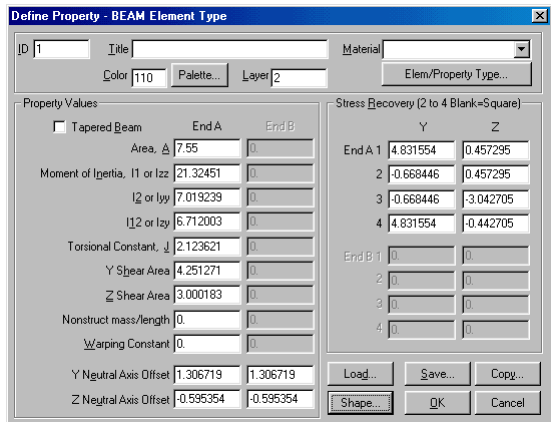 Define Property - BEAM Element Type
ID 1 Title Material
Color 110 Palette... Layer 2 Elem/Property Type...
Property Values
Tapered Beam End A End B
Area, A 7.55 0.
Moment of Inertia, I1 or Izz 21.32451 0.
I2 or Iyy 7.019239 0.
I12 or Izy 6.712003 0.
Torsional Constant, J 2.123621 0.
Y Shear Area 4.251271 0.
Z Shear Area 3.000183 0.
Nonstruct mass/length 0. 0.
Warping Constant 0. 0.
Y Neutral Axis Offset 1.306719 1.306719
Z Neutral Axis Offset -0.595354 -0.595354
Stress Recovery (2 to 4 Blank=Square)
Y Z
End A 1 4.831554 0.457295
2 -0.668446 0.457295
3 -0.668446 -3.042705
4 4.831554 -0.442705
End B 1 0. 0.
2 0. 0.
3 0. 0.
4 0. 0.
Load... Save... Copy...
Shape... OK Cancel